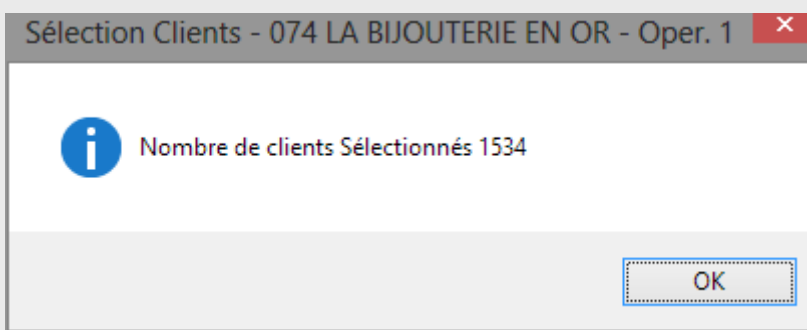 Sélection Clients - 074 LA BIJOUTERIE EN OR - Oper. 1
Nombre de clients Sélectionnés 1534
OK